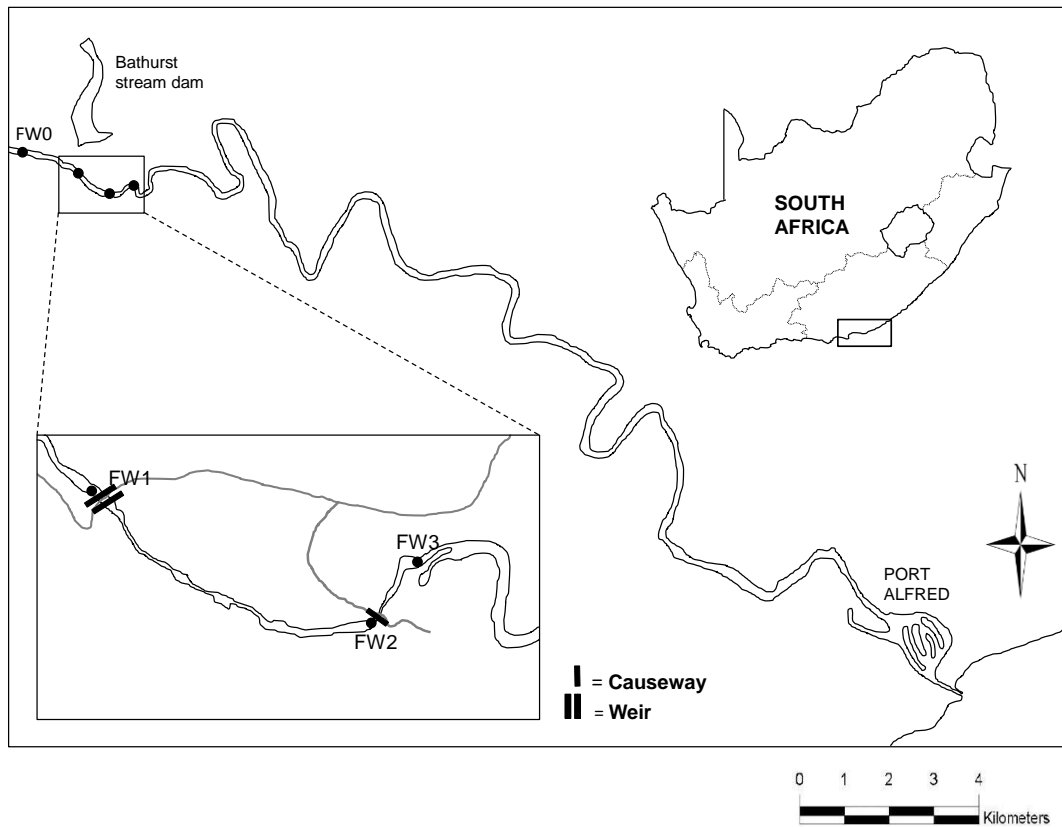 Bathurst
stream dam
FW0
SOUTH
AFRICA
N
FW1
FW3
FW2
PORT
ALFRED
= Causeway
= Weir
0 1 2 3 4
Kilometers